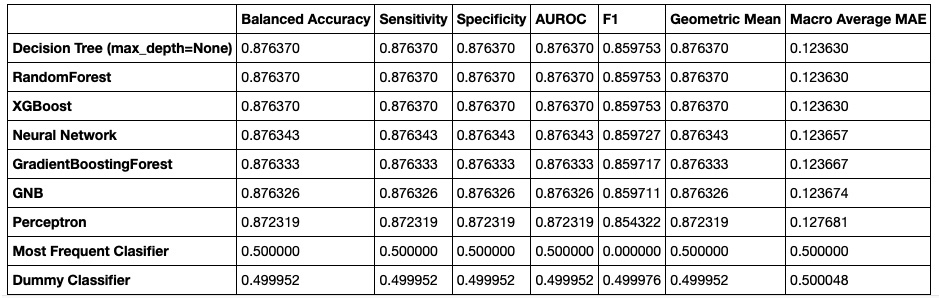 Balanced Accuracy Sensitivity Specificity AUROC F1 Geometric Mean Macro Average MAE
Decision Tree (max_depth=None) 0.876370 0.876370 0.876370 0.876370 0.859753 0.876370 0.123630
RandomForest 0.876370 0.876370 0.876370 0.876370 0.859753 0.876370 0.123630
XGBoost 0.876370 0.876370 0.876370 0.876370 0.859753 0.876370 0.123630
Neural Network 0.876343 0.876343 0.876343 0.876343 0.859727 0.876343 0.123657
GradientBoostingForest 0.876333 0.876333 0.876333 0.876333 0.859717 0.876333 0.123667
GNB 0.876326 0.876326 0.876326 0.876326 0.859711 0.876326 0.123674
Perceptron 0.872319 0.872319 0.872319 0.872319 0.854322 0.872319 0.127681
Most Frequent Clasifier 0.500000 0.500000 0.500000 0.500000 0.000000 0.500000 0.500000
Dummy Classifier 0.499952 0.499952 0.499952 0.499952 0.499976 0.499952 0.500048